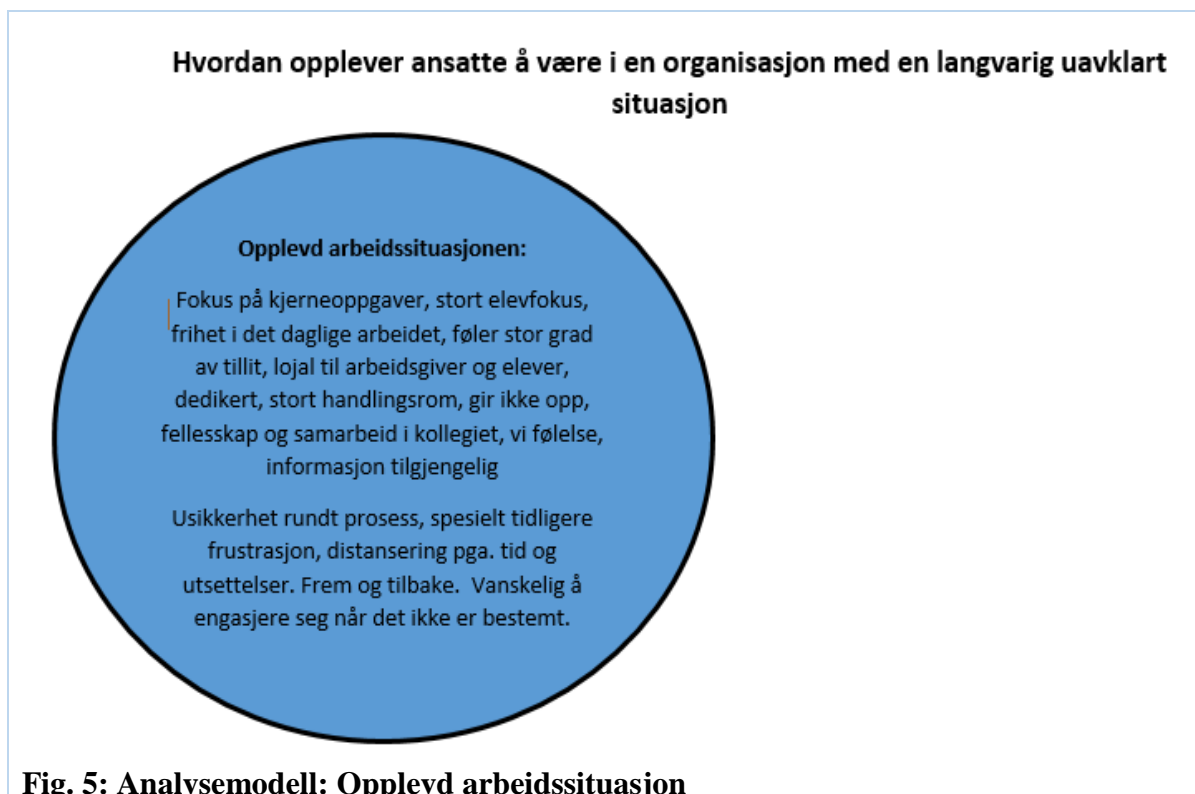 Hvordan opplever ansatte å være i en organisasjon med en langvarig uavklart
situasjon
Opplevd arbeidssituasjonen:
Fokus på kjerneoppgaver, stort elevfokus,
frihet i det daglige arbeidet, føler stor grad
av tillit, lojal til arbeidsgiver og elever,
dedikert, stort handlingsrom, gir ikke opp,
fellesskap og samarbeid i kollegiet, vi følelse,
informasjon tilgjengelig
Usikkerhet rundt prosess, spesielt tidligere
frustrasjon, distansering pga. tid og
utsettelser. Frem og tilbake.  Vanskelig å
engasjere seg når det ikke er bestemt.
Fig. 5: Analysemodell: Opplevd arbeidssituasjon